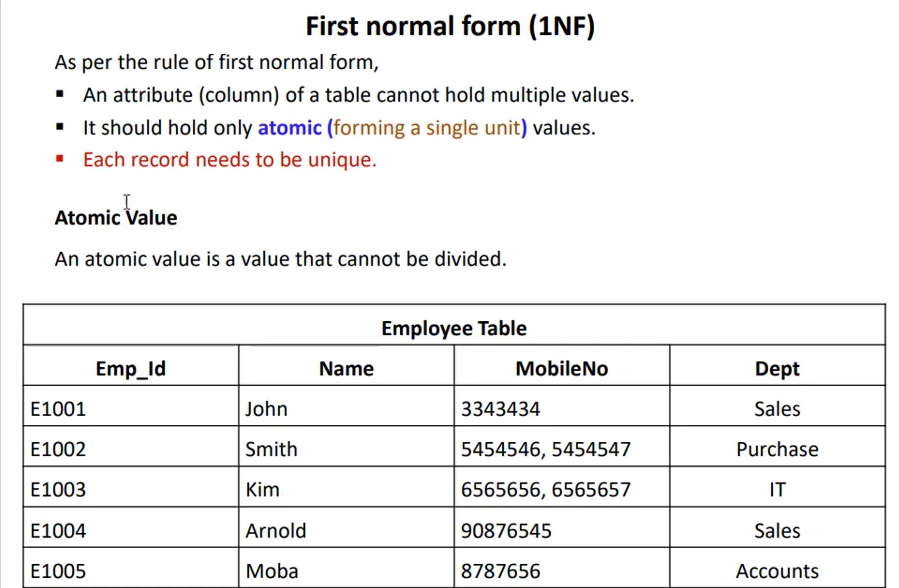 First normal form (1NF)
As per the rule of first normal form,
▪ An attribute (column) of a table cannot hold multiple values.
▪ It should hold only atomic (forming a single unit) values.
▪ Each record needs to be unique.
Atomic Value
An atomic value is a value that cannot be divided.
Employee Table
Emp_Id Name MobileNo Dept
E1001 John 3343434 Sales
E1002 Smith 5454546, 5454547 Purchase
E1003 Kim 6565656, 6565657 IT
E1004 Arnold 90876545 Sales
E1005 Moba 8787656 Accounts